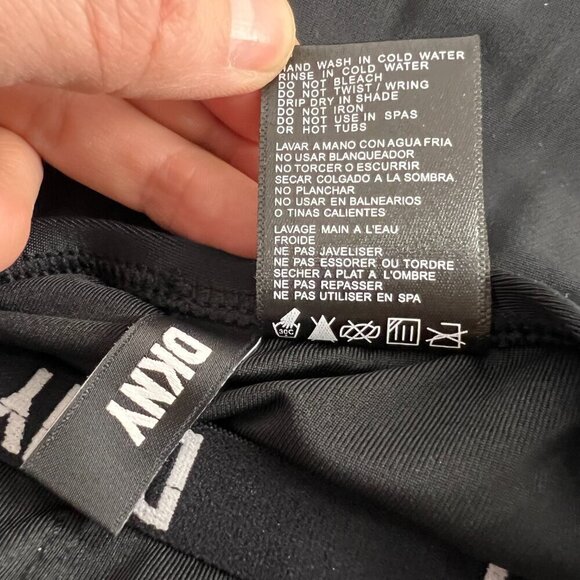 HAND WASH IN COLD WATER
RINSE IN COLD WATER
DO NOT BLEACH
DO NOT TWIST / WRING
DRIP DRY IN SHADE
DO NOT IRON
DO NOT USE IN SPAS
OR HOT TUBS
LAVAR A MANO CON AGUA FRIA
NO USAR BLANQUEADOR
NO TORCER O ESCURRIR
SECAR COLGADO A LA SOMBRA.
NO PLANCHAR
NO USAR EN BALNEARIOS
O TINAS CALIENTES
LAVAGE MAIN A L'EAU
FROIDE
NE PAS JAVELISER
NE PAS ESSORER OU TORDRE
SECHER A PLAT A L'OMBRE
NE PAS REPASSER
NE PAS UTILISER EN SPA
30C
DKNY